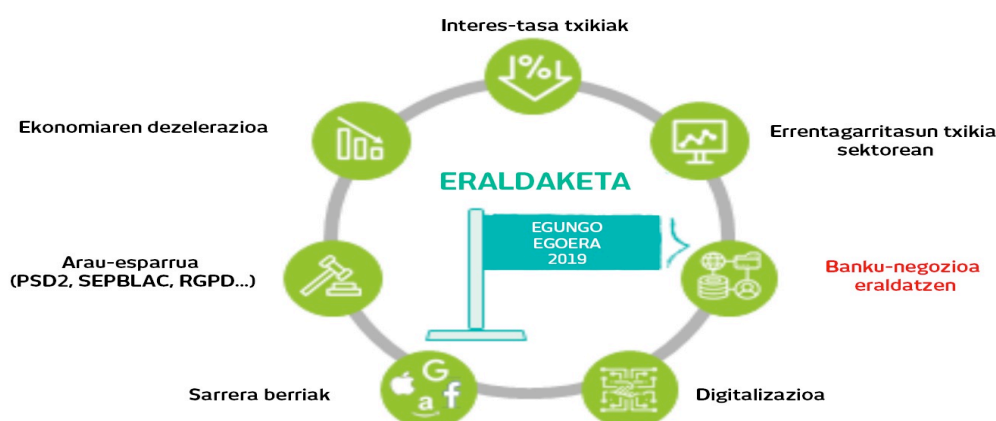 Interes-tasa txikiak
Ekonomiaren dezelerazioa
Errentagarritasun txikia
sektorean
ERALDAKETA
EGUNGO
EGOERA
2019
Arau-esparrua
(PSD2, SEPBLAC, RGPD...)
Banku-negozioa
eraldatzen
Sarrera berriak
Digitalizazioa
%
G
a
f